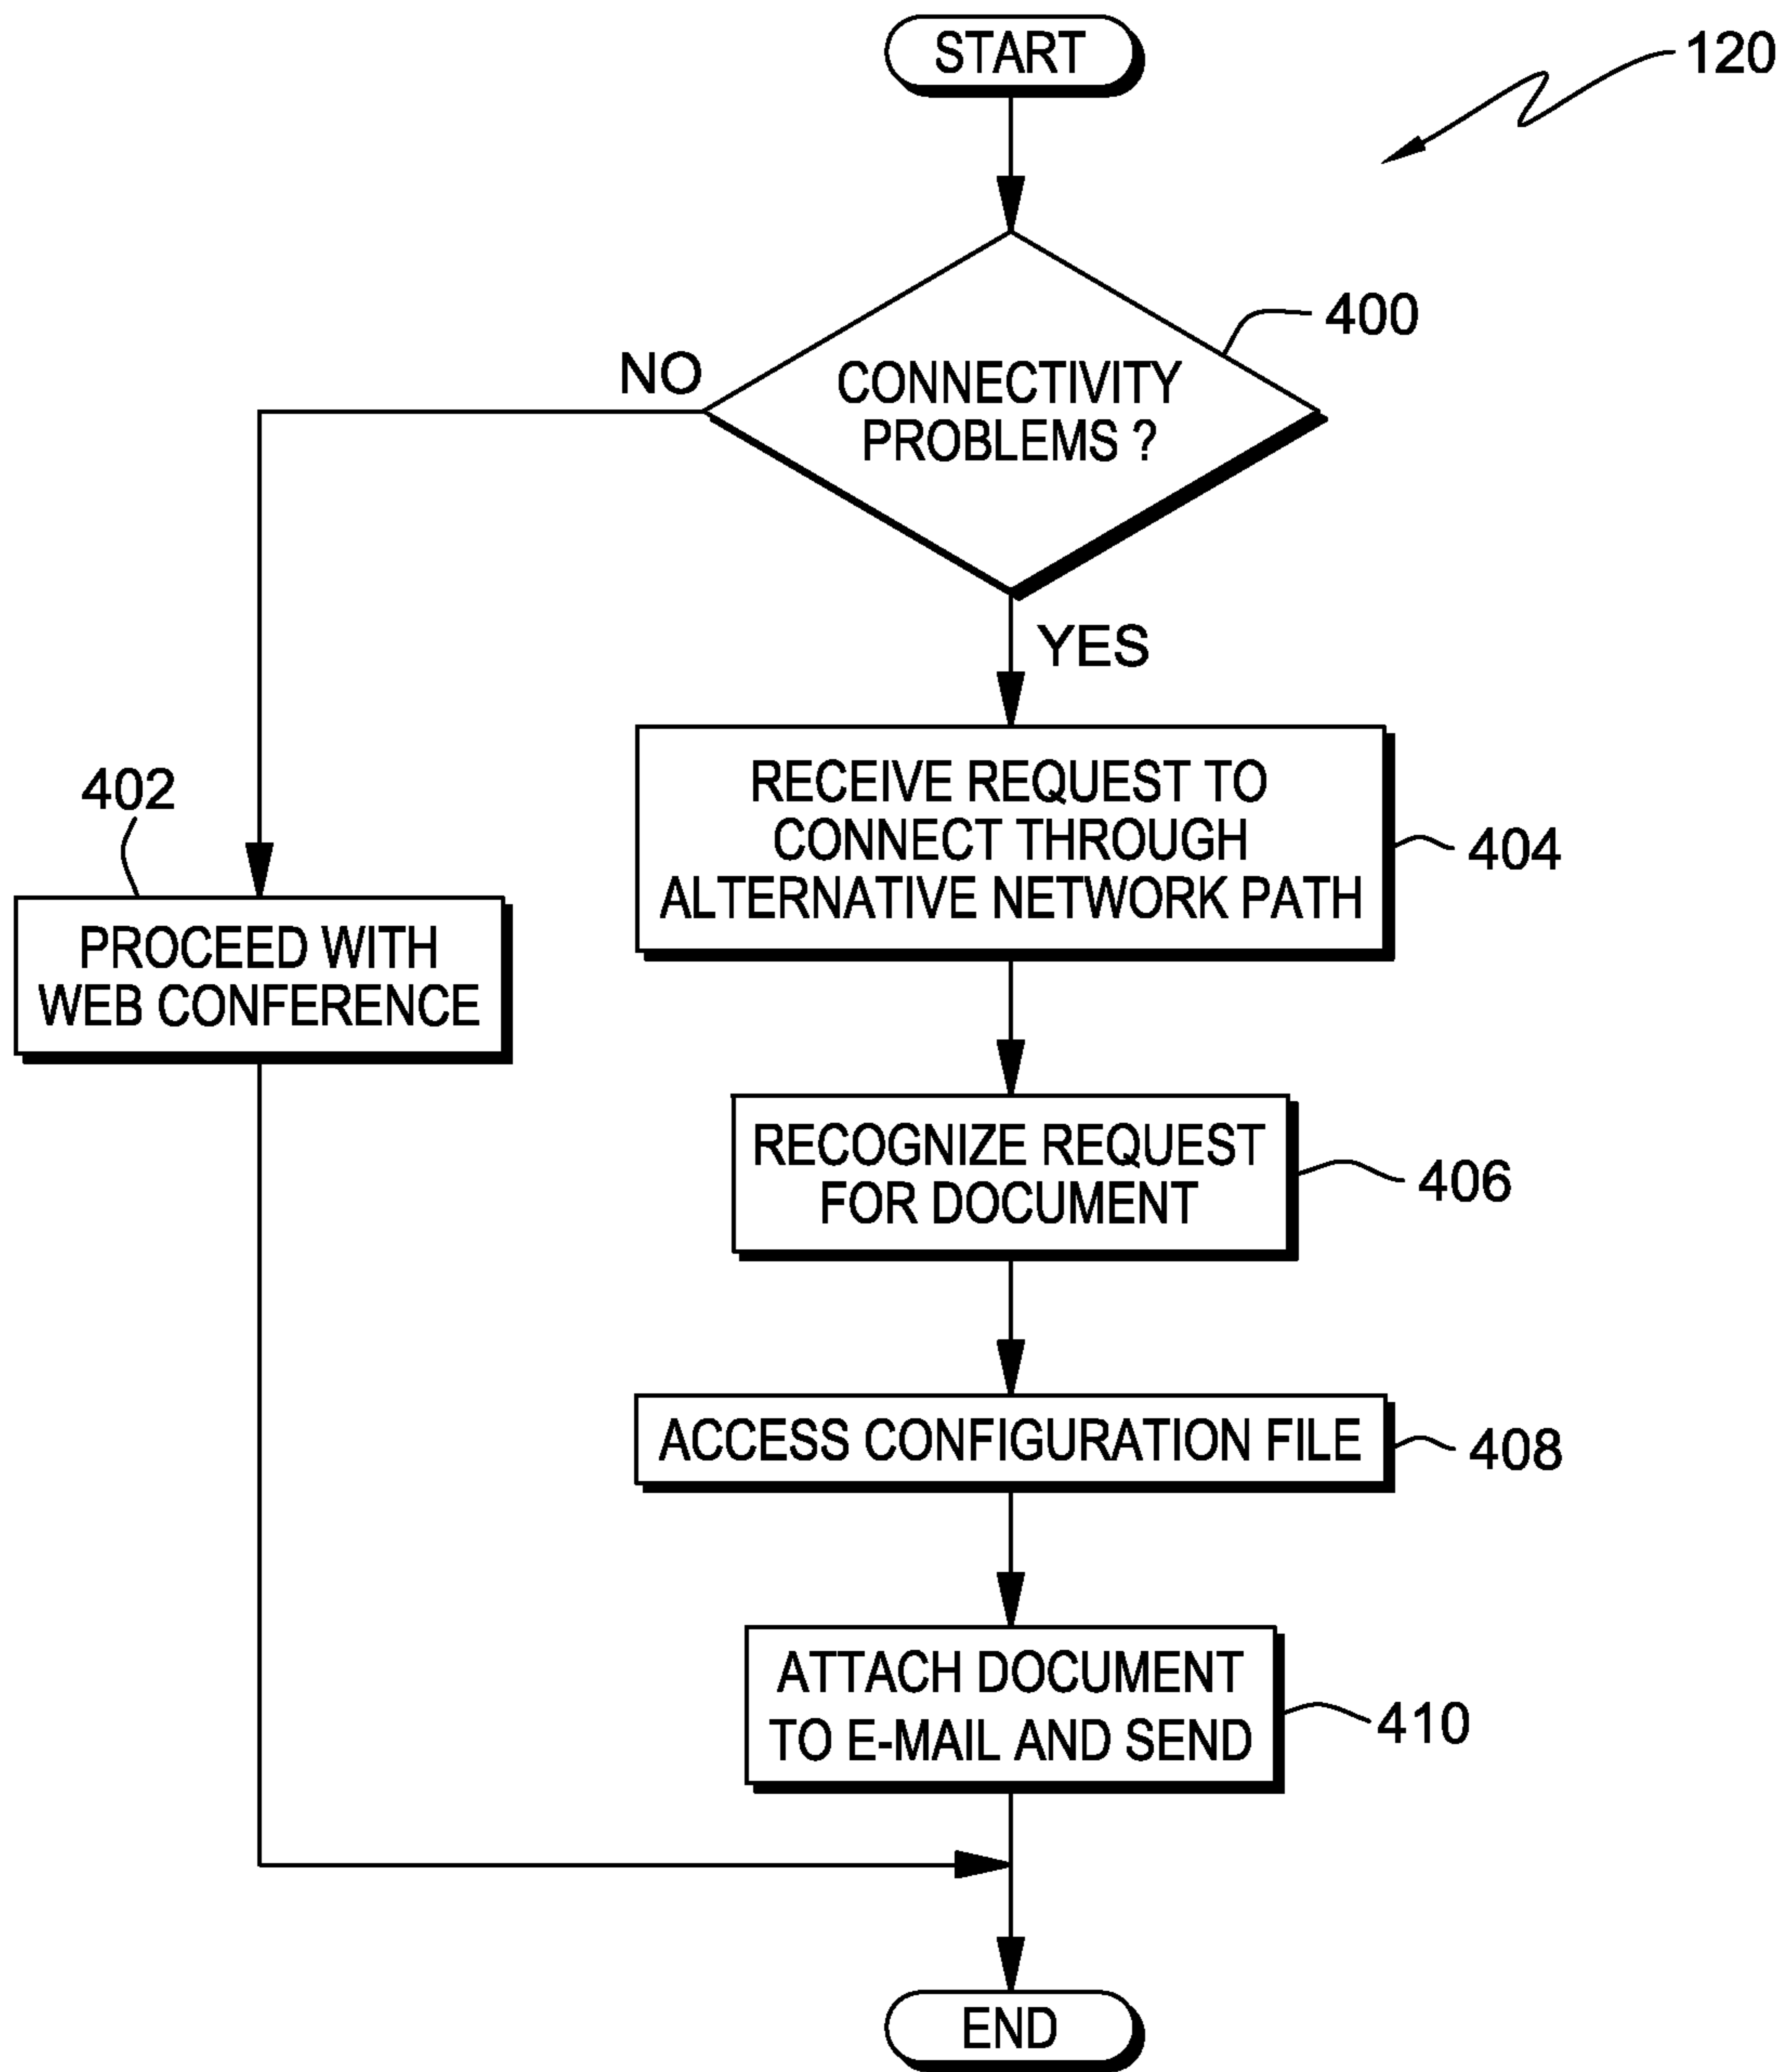 START
120
400
CONNECTIVITY
PROBLEMS ?
NO
YES
RECEIVE REQUEST TO
CONNECT THROUGH
ALTERNATIVE NETWORK PATH
404
402
PROCEED WITH
WEB CONFERENCE
RECOGNIZE REQUEST
FOR DOCUMENT
406
ACCESS CONFIGURATION FILE
408
ATTACH DOCUMENT
TO E-MAIL AND SEND
410
END